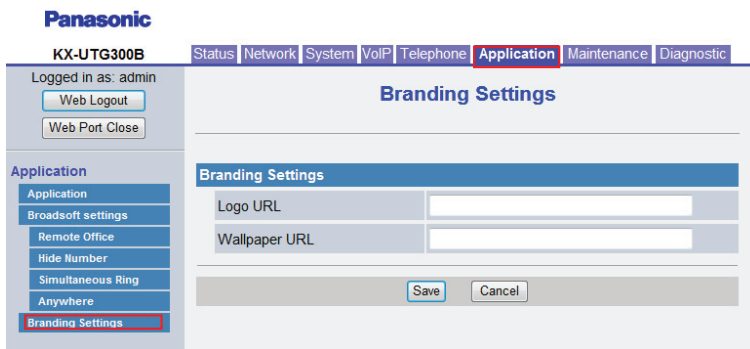 Panasonic
KX-UTG300B
Status Network System VoIP Telephone Application Maintenance Diagnostic
Logged in as: admin
Web Logout
Web Port Close
Branding Settings
Application
Application
Broadsoft settings
Remote Office
Hide Number
Simultaneous Ring
Anywhere
Branding Settings
Branding Settings
Logo URL
Wallpaper URL
Save Cancel